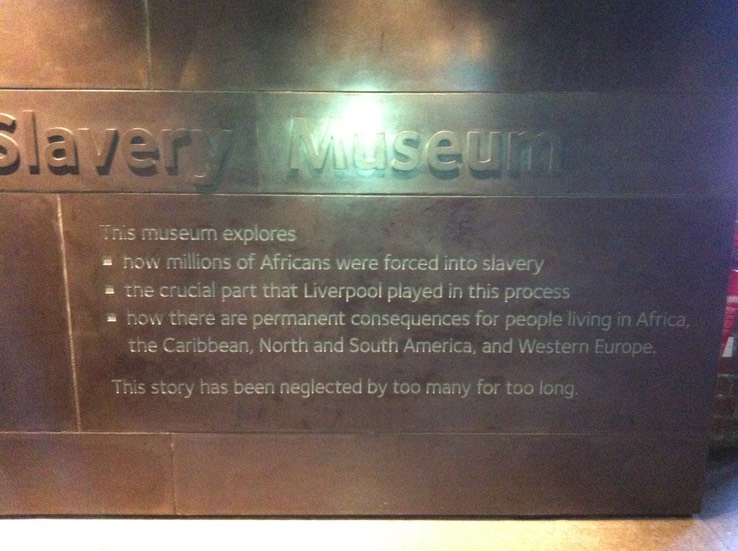 Slavery Museum
This museum explores
▪ how millions of Africans were forced into slavery
▪ the crucial part that Liverpool played in this process
▪ how there are permanent consequences for people living in Africa,
the Caribbean, North and South America, and Western Europe.
This story has been neglected by too many for too long.